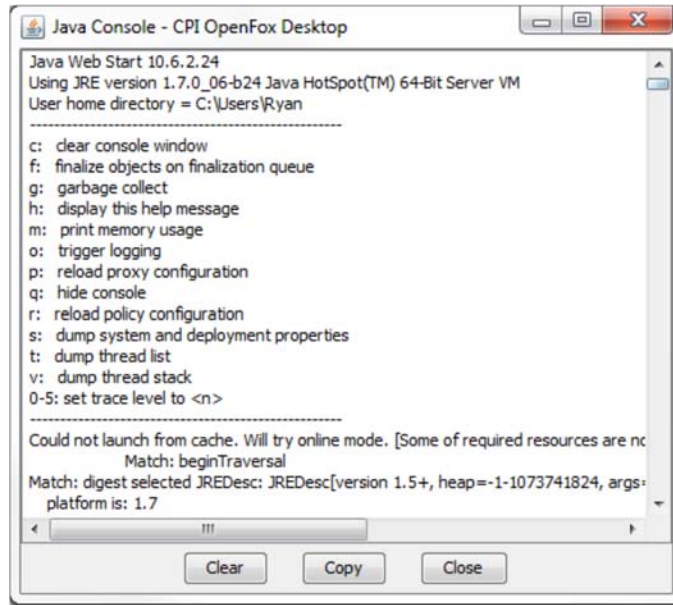 Java Console - CPI OpenFox Desktop
Java Web Start 10.6.2.24
Using JRE version 1.7.0_06-b24 Java HotSpot(TM) 64-Bit Server VM
User home directory = C:\Users\Ryan
----------------------------------------------------
c: clear console window
f: finalize objects on finalization queue
g: garbage collect
h: display this help message
m: print memory usage
o: trigger logging
p: reload proxy configuration
q: hide console
r: reload policy configuration
s: dump system and deployment properties
t: dump thread list
v: dump thread stack
0-5: set trace level to <n>
----------------------------------------------------
Could not launch from cache. Will try online mode. [Some of required resources are no
Match: beginTraversal
Match: digest selected JREDesc: JREDesc[version 1.5+, heap=-1-1073741824, args=
platform is: 1.7
Clear Copy Close